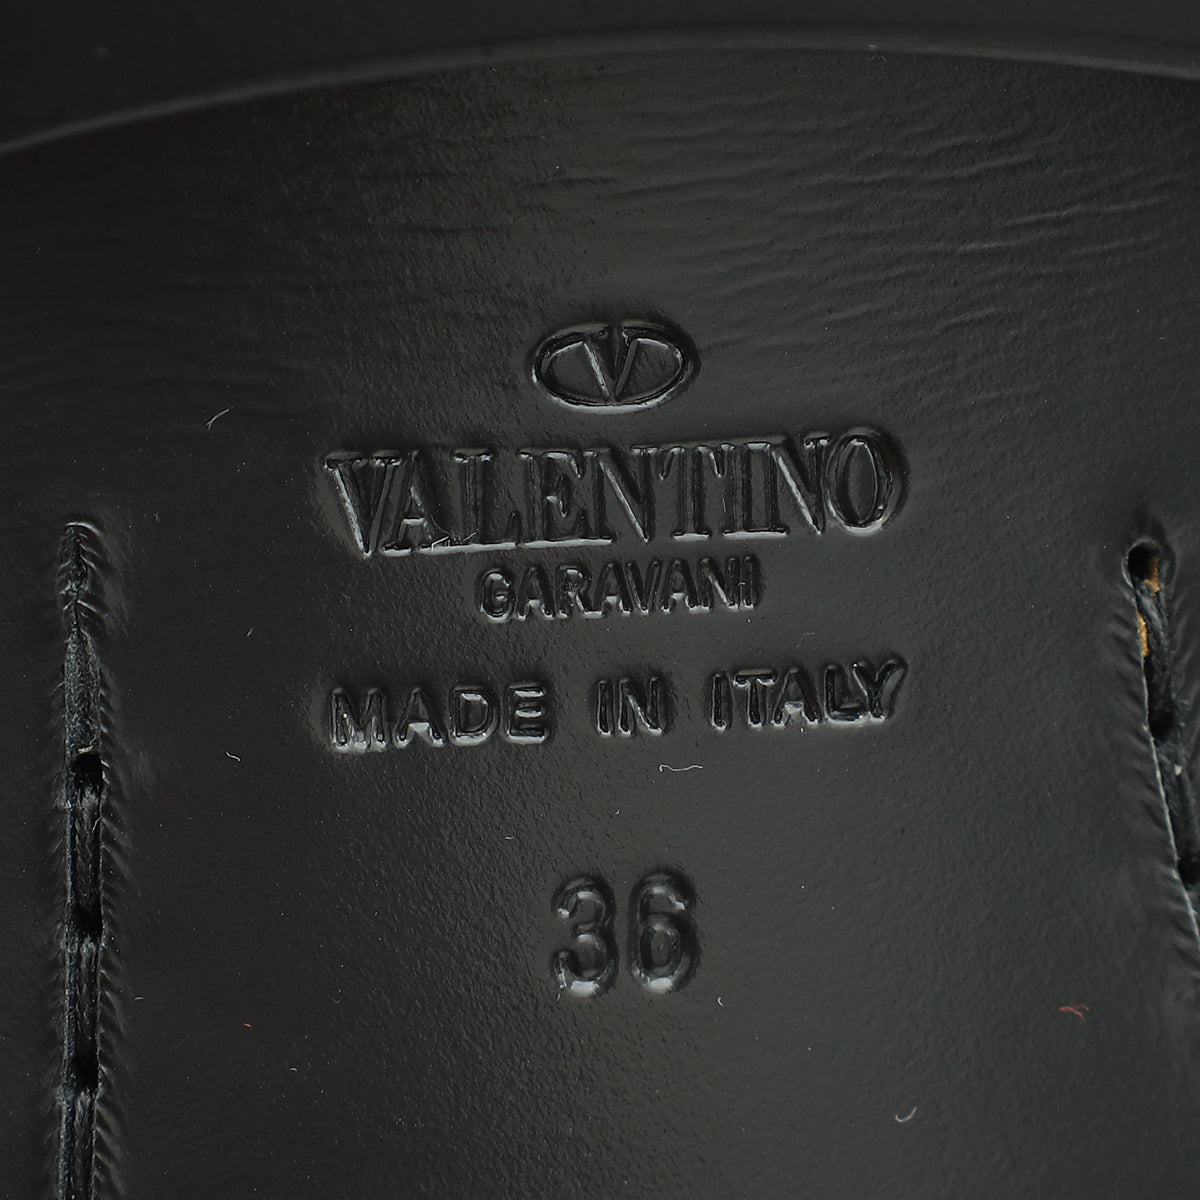 V
VALENTINO
GARAVANI
MADE IN ITALY
36